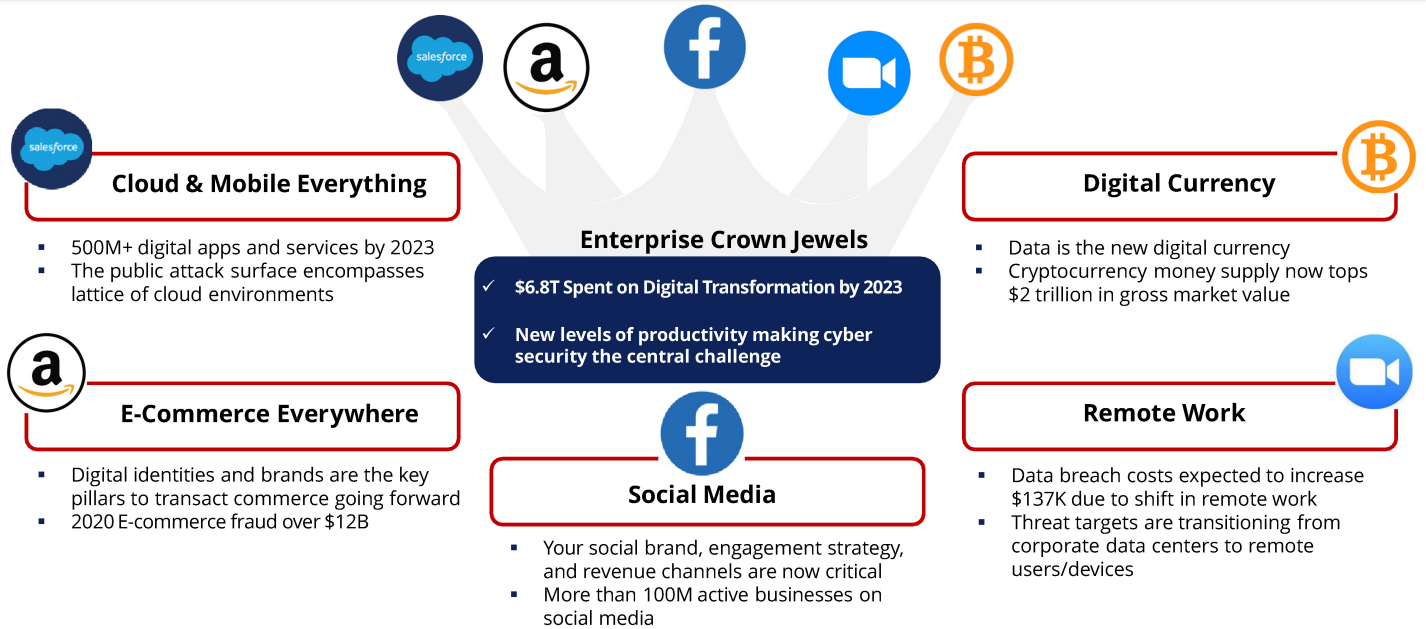 salesforce
a
f
salesforce
Cloud & Mobile Everything
500M+ digital apps and services by 2023
The public attack surface encompasses
lattice of cloud environments
a
E-Commerce Everywhere
Digital identities and brands are the key
pillars to transact commerce going forward
2020 E-commerce fraud over $12B
Enterprise Crown Jewels
✓ $6.8T Spent on Digital Transformation by 2023
✓ New levels of productivity making cyber
security the central challenge
f
Social Media
Your social brand, engagement strategy,
and revenue channels are now critical
More than 100M active businesses on
social media
Digital Currency
Data is the new digital currency
Cryptocurrency money supply now tops
$2 trillion in gross market value
Remote Work
Data breach costs expected to increase
$137K due to shift in remote work
Threat targets are transitioning from
corporate data centers to remote
users/devices